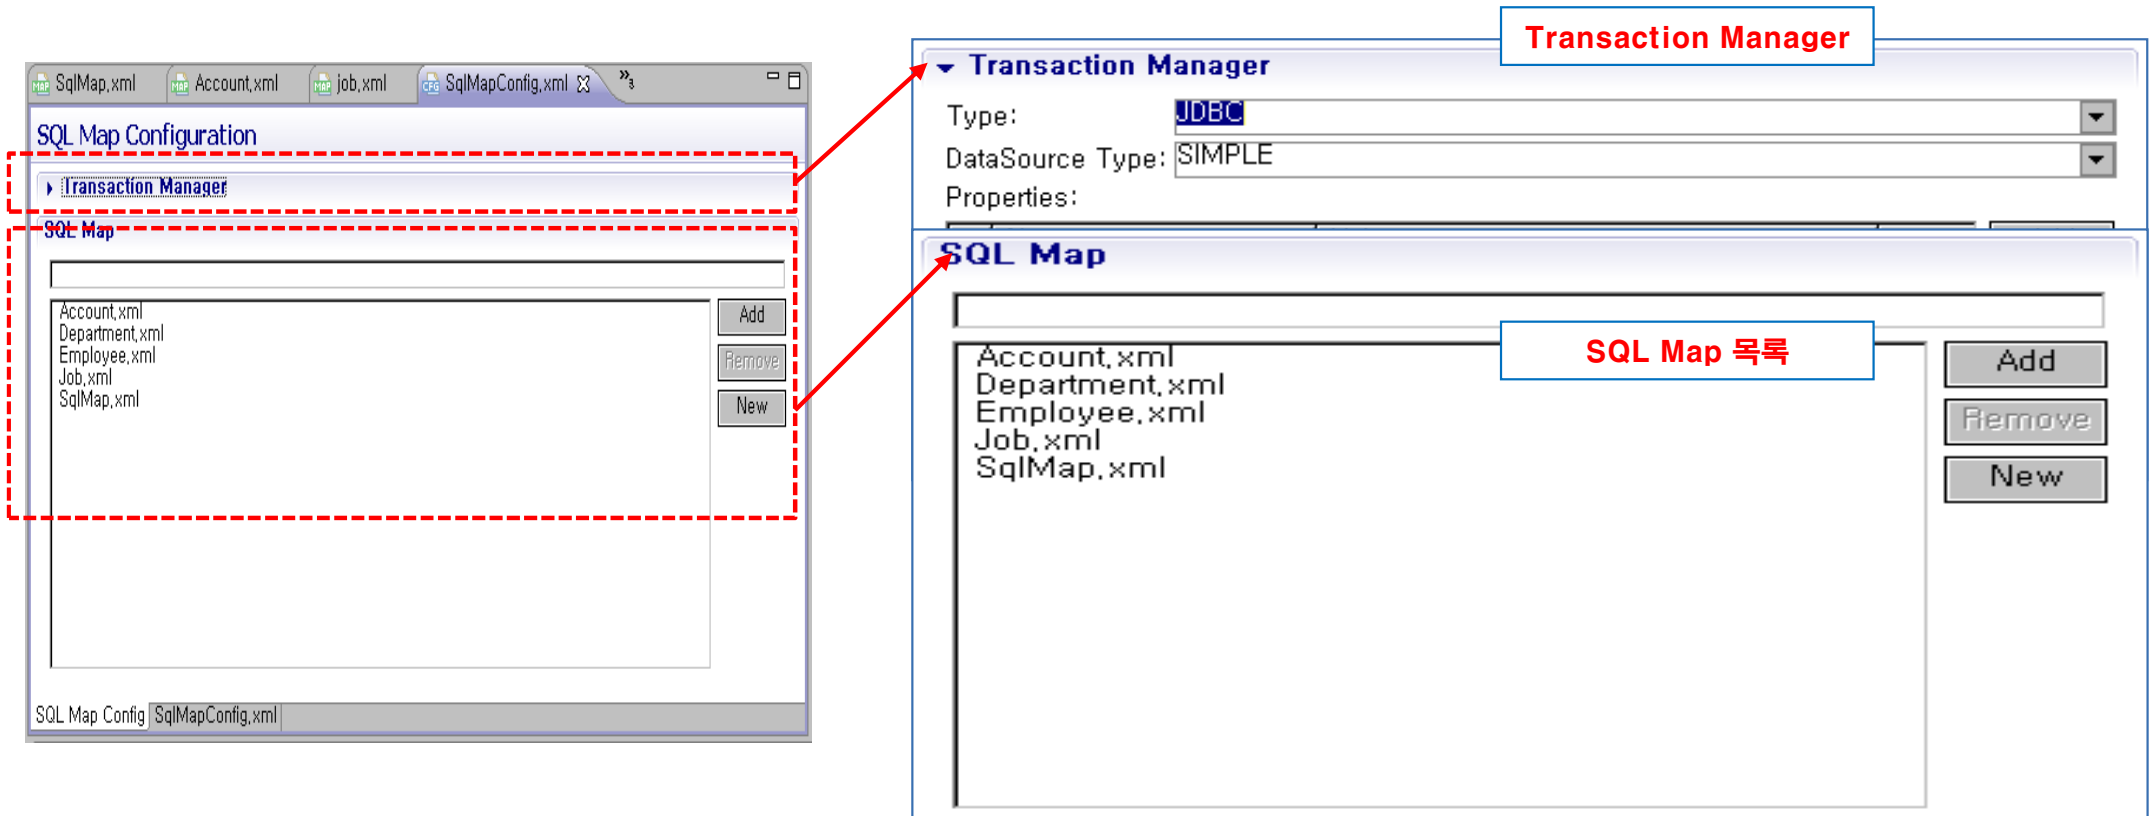 SqlMap.xml Account.xml job.xml SqlMapConfig.xml »3
SQL Map Configuration
Transaction Manager
SQL Map
Account.xml
Department.xml
Employee.xml
Job.xml
SqlMap.xml
Add
Remove
New
SQL Map Config SqlMapConfig.xml
Transaction Manager
Transaction Manager
Type: JDBC
DataSource Type: SIMPLE
Properties:
SQL Map
SQL Map 목록
Account.xml
Department.xml
Employee.xml
Job.xml
SqlMap.xml
Add
Remove
New